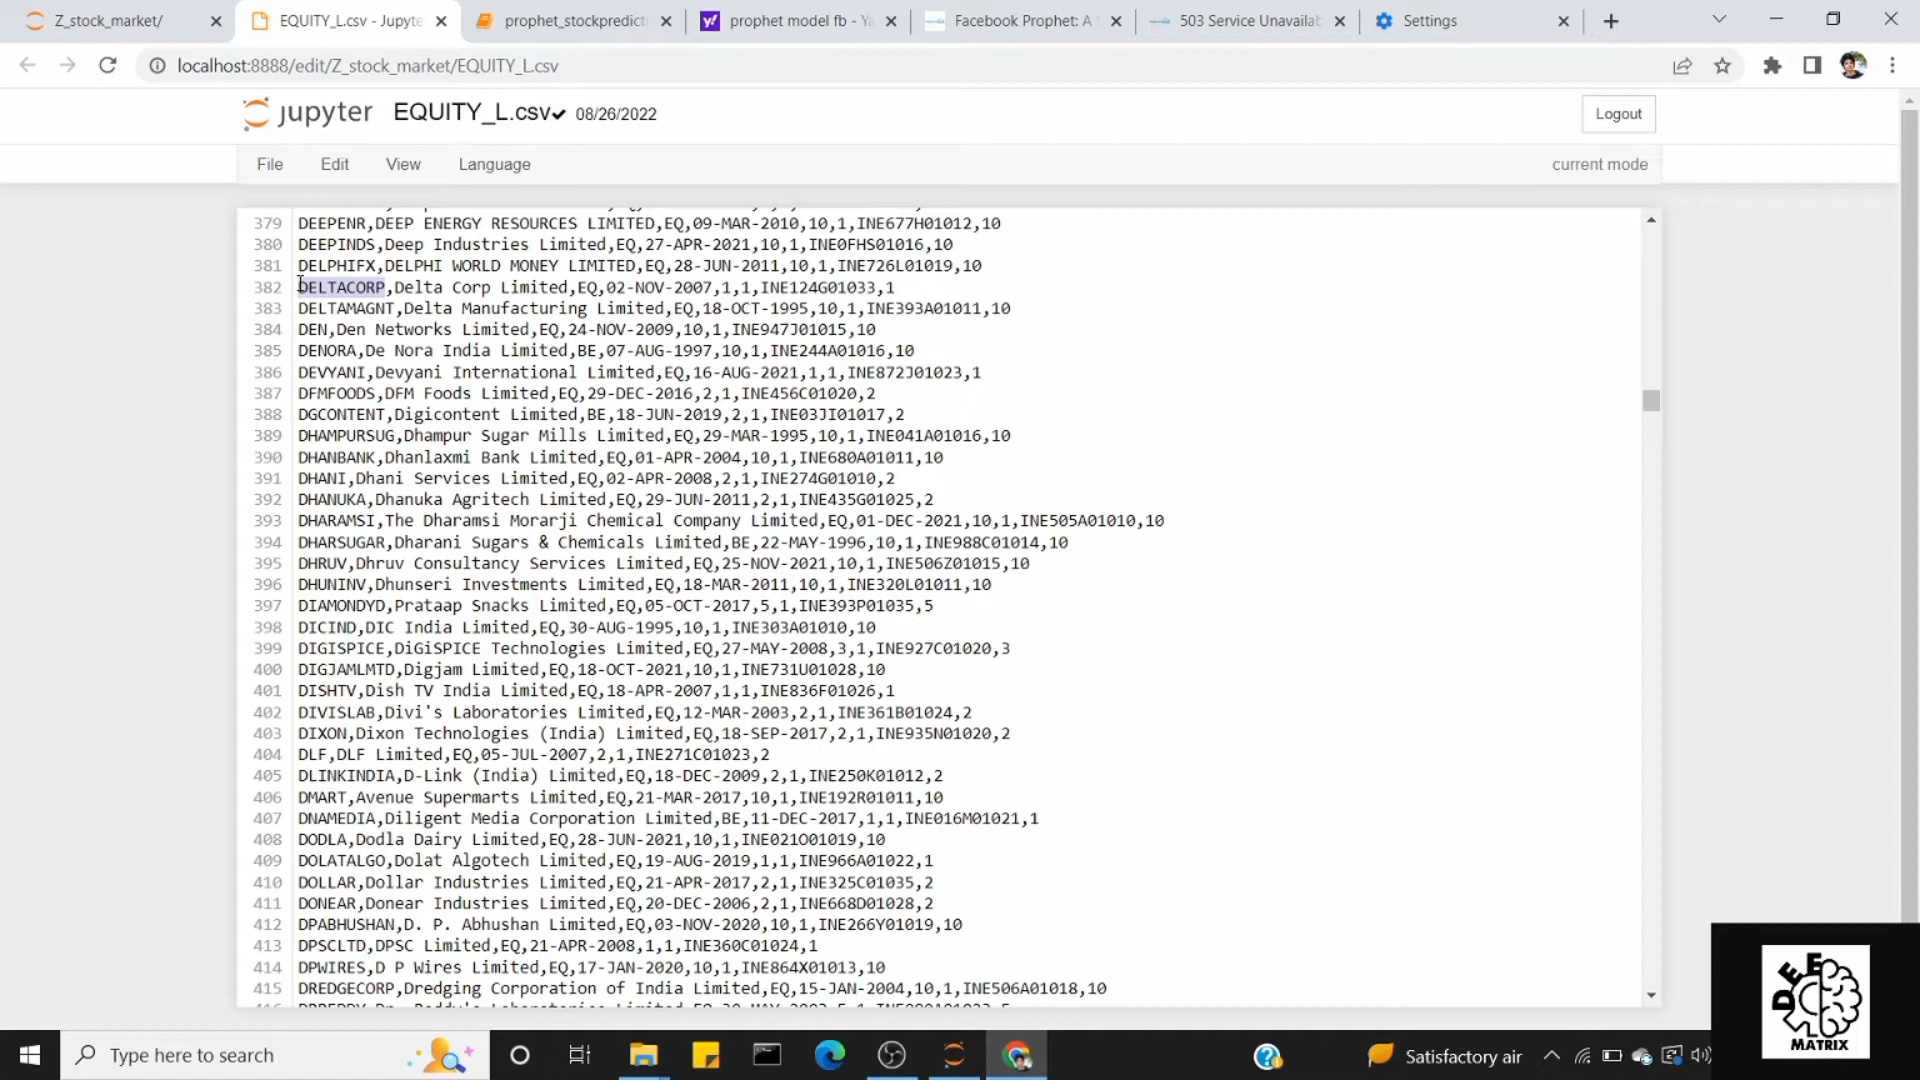 Z_stock_market/
EQUITY_L.csv - Jupyte
prophet_stockpredict
prophet model fb - Ya
Facebook Prophet: A S
503 Service Unavailab
Settings
localhost:8888/edit/Z_stock_market/EQUITY_L.csv
jupyter EQUITY_L.csv✔ 08/26/2022
Logout
File Edit View Language
current mode
379 DEEPENR,DEEP ENERGY RESOURCES LIMITED,EQ,09-MAR-2010,10,1,INE677H01012,10
380 DEEPINDS,Deep Industries Limited,EQ,27-APR-2021,10,1,INE0FHS01016,10
381 DELPHIFX,DELPHI WORLD MONEY LIMITED,EQ,28-JUN-2011,10,1,INE726L01019,10
382 DELTACORP,Delta Corp Limited,EQ,02-NOV-2007,1,1,INE124G01033,1
383 DELTAMAGNT,Delta Manufacturing Limited,EQ,18-OCT-1995,10,1,INE393A01011,10
384 DEN,Den Networks Limited,EQ,24-NOV-2009,10,1,INE947J01015,10
385 DENORA,De Nora India Limited,BE,07-AUG-1997,10,1,INE244A01016,10
386 DEVYANI,Devyani International Limited,EQ,16-AUG-2021,1,1,INE872J01023,1
387 DFMFOODS,DFM Foods Limited,EQ,29-DEC-2016,2,1,INE456C01020,2
388 DGCONTENT,Digicontent Limited,BE,18-JUN-2019,2,1,INE03JI01017,2
389 DHAMPURSUG,Dhampur Sugar Mills Limited,EQ,29-MAR-1995,10,1,INE041A01016,10
390 DHANBANK,Dhanlaxmi Bank Limited,EQ,01-APR-2004,10,1,INE680A01011,10
391 DHANI,Dhani Services Limited,EQ,02-APR-2008,2,1,INE274G01010,2
392 DHANUKA,Dhanuka Agritech Limited,EQ,29-JUN-2011,2,1,INE435G01025,2
393 DHARAMSI,The Dharamsi Morarji Chemical Company Limited,EQ,01-DEC-2021,10,1,INE505A01010,10
394 DHARSUGAR,Dharani Sugars & Chemicals Limited,BE,22-MAY-1996,10,1,INE988C01014,10
395 DHRUV,Dhruv Consultancy Services Limited,EQ,25-NOV-2021,10,1,INE506Z01015,10
396 DHUNINV,Dhunseri Investments Limited,EQ,18-MAR-2011,10,1,INE320L01011,10
397 DIAMONDYD,Prataap Snacks Limited,EQ,05-OCT-2017,5,1,INE393P01035,5
398 DICIND,DIC India Limited,EQ,30-AUG-1995,10,1,INE303A01010,10
399 DIGISPICE,DiGiSPICE Technologies Limited,EQ,27-MAY-2008,3,1,INE927C01020,3
400 DIGJAMLMTD,Digjam Limited,EQ,18-OCT-2021,10,1,INE731U01028,10
401 DISHTV,Dish TV India Limited,EQ,18-APR-2007,1,1,INE836F01026,1
402 DIVISLAB,Divi's Laboratories Limited,EQ,12-MAR-2003,2,1,INE361B01024,2
403 DIXON,Dixon Technologies (India) Limited,EQ,18-SEP-2017,2,1,INE935N01020,2
404 DLF,DLF Limited,EQ,05-JUL-2007,2,1,INE271C01023,2
405 DLINKINDIA,D-Link (India) Limited,EQ,18-DEC-2009,2,1,INE250K01012,2
406 DMART,Avenue Supermarts Limited,EQ,21-MAR-2017,10,1,INE192R01011,10
407 DNAMEDIA,Diligent Media Corporation Limited,BE,11-DEC-2017,1,1,INE016M01021,1
408 DODLA,Dodla Dairy Limited,EQ,28-JUN-2021,10,1,INE021O01019,10
409 DOLATALGO,Dolat Algotech Limited,EQ,19-AUG-2019,1,1,INE966A01022,1
410 DOLLAR,Dollar Industries Limited,EQ,21-APR-2017,2,1,INE325C01035,2
411 DONEAR,Donear Industries Limited,EQ,20-DEC-2006,2,1,INE668D01028,2
412 DPABHUSHAN,D. P. Abhushan Limited,EQ,03-NOV-2020,10,1,INE266Y01019,10
413 DPSCLTD,DPSC Limited,EQ,21-APR-2008,1,1,INE360C01024,1
414 DPWIRES,D P Wires Limited,EQ,17-JAN-2020,10,1,INE864X01013,10
415 DREDGECORP,Dredging Corporation of India Limited,EQ,15-JAN-2004,10,1,INE506A01018,10
Type here to search
Satisfactory air
DEE
MATRIX